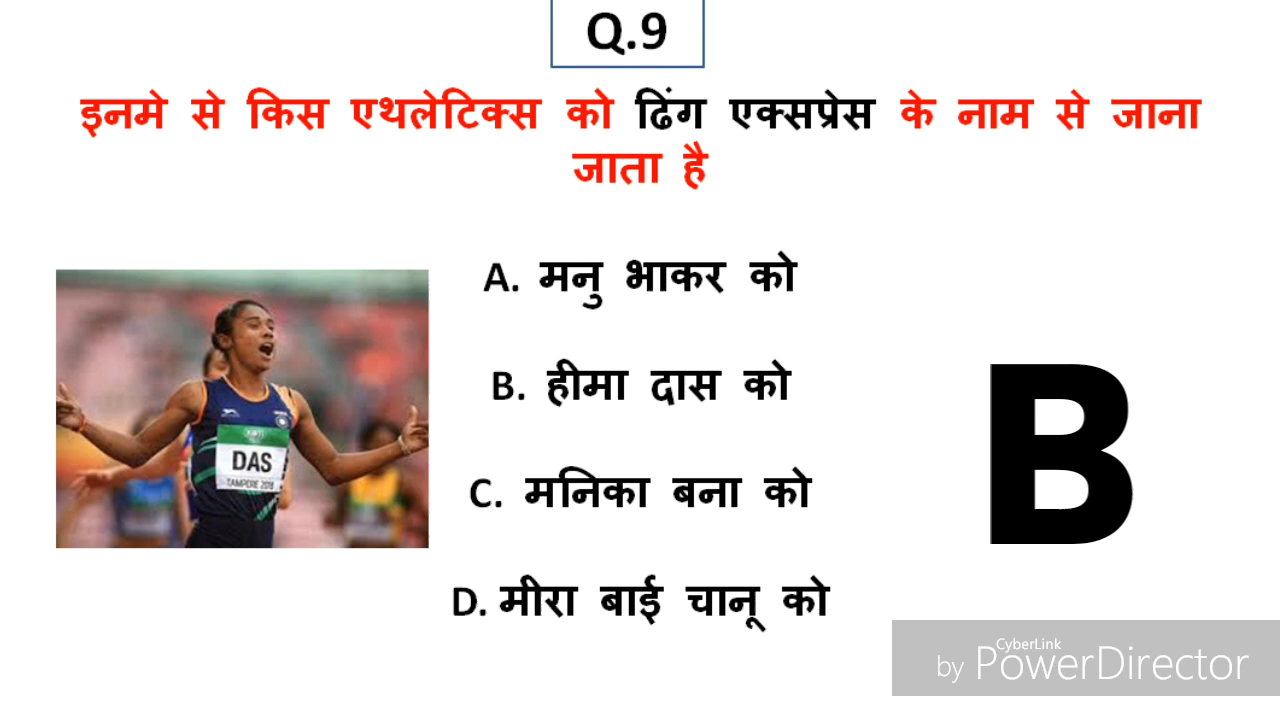 Q.9
इनमे से किस एथलेटिक्स को ढिंग एक्सप्रेस के नाम से जाना
जाता है
A. मनु भाकर को
B. हीमा दास को
C. मनिका बना को
D. मीरा बाई चानू को
B
DAS
TAMPERE 2018
CyberLink
by PowerDirector